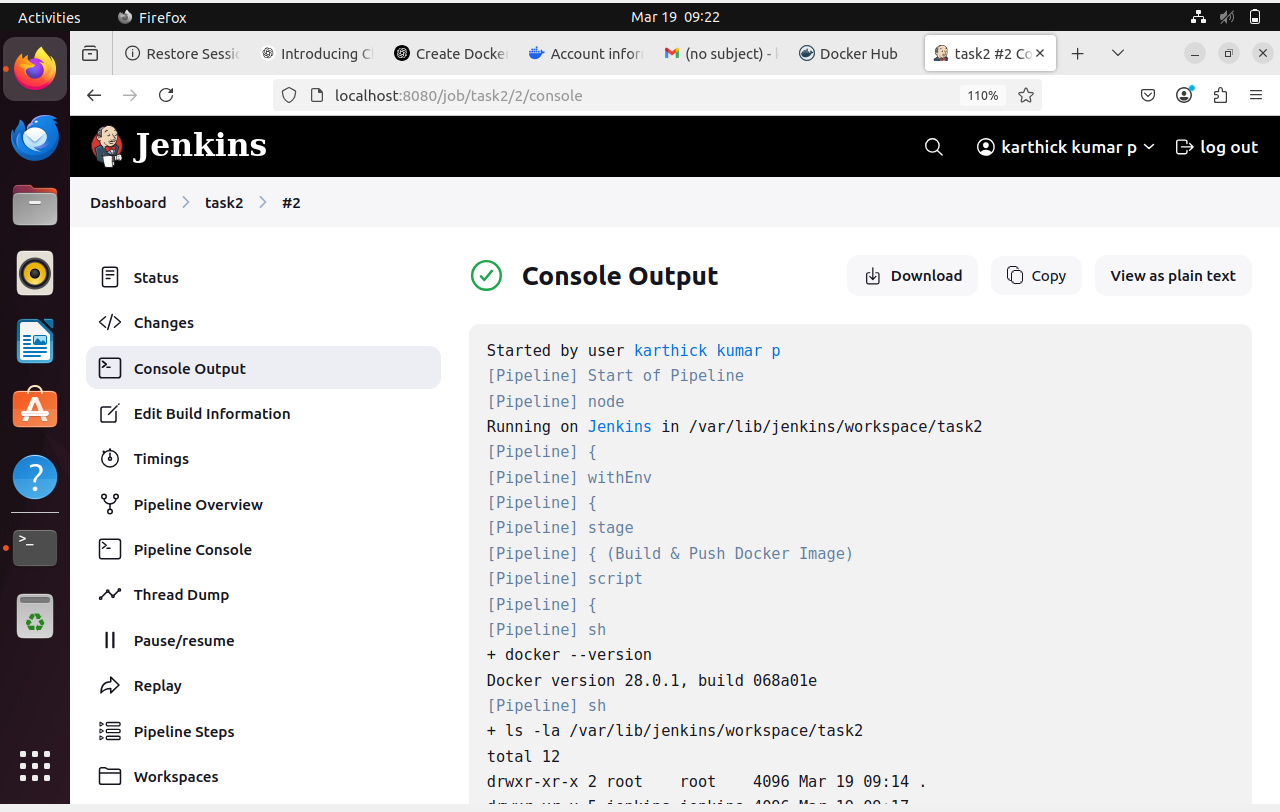 Activities Firefox Mar 19 09:22
Restore Sessic Introducing Ci Create Docker Account infor (no subject) - Docker Hub task2 #2 Co
localhost:8080/job/task2/2/console 110%
Jenkins karthick kumar p log out
Dashboard task2 #2
Status
Changes
Console Output
Edit Build Information
Timings
Pipeline Overview
Pipeline Console
Thread Dump
Pause/resume
Replay
Pipeline Steps
Workspaces
Console Output Download Copy View as plain text
Started by user karthick kumar p
[Pipeline] Start of Pipeline
[Pipeline] node
Running on Jenkins in /var/lib/jenkins/workspace/task2
[Pipeline] {
[Pipeline] withEnv
[Pipeline] {
[Pipeline] stage
[Pipeline] { (Build & Push Docker Image)
[Pipeline] script
[Pipeline] {
[Pipeline] sh
+ docker --version
Docker version 28.0.1, build 068a01e
[Pipeline] sh
+ ls -la /var/lib/jenkins/workspace/task2
total 12
drwxr-xr-x 2 root    root    4096 Mar 19 09:14 .